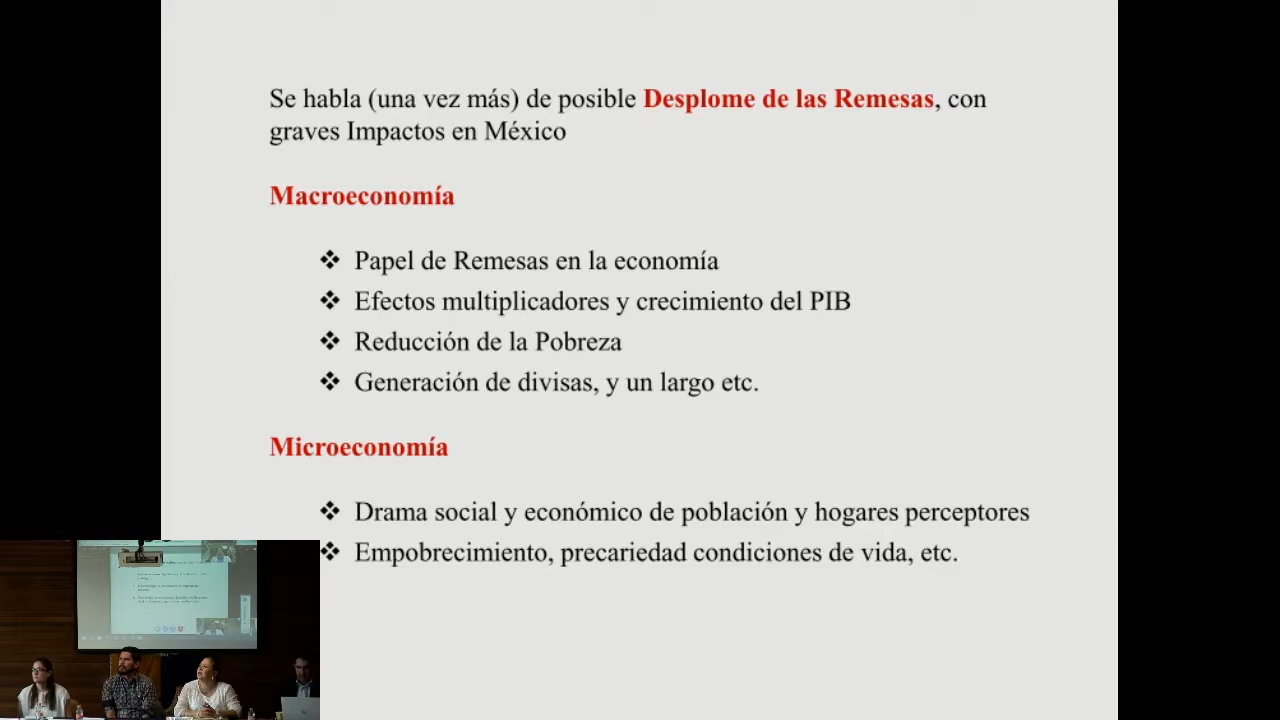 Se habla (una vez más) de posible Desplome de las Remesas, con
graves Impactos en México
Macroeconomía
❖ Papel de Remesas en la economía
❖ Efectos multiplicadores y crecimiento del PIB
❖ Reducción de la Pobreza
❖ Generación de divisas, y un largo etc.
Microeconomía
❖ Drama social y económico de población y hogares perceptores
❖ Empobrecimiento, precariedad condiciones de vida, etc.